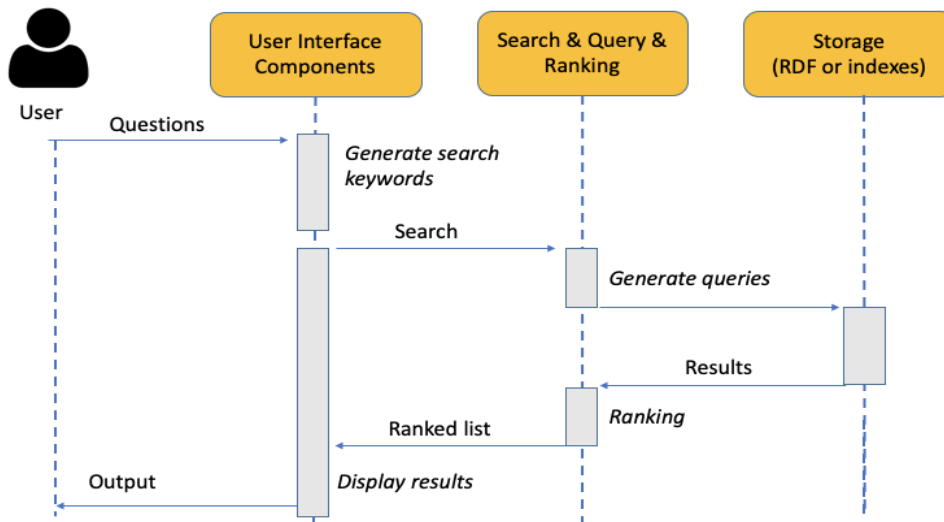 User Interface
Components
Search & Query &
Ranking
Storage
(RDF or indexes)
User
Questions
Generate search
keywords
Search
Generate queries
Results
Ranking
Ranked list
Display results
Output